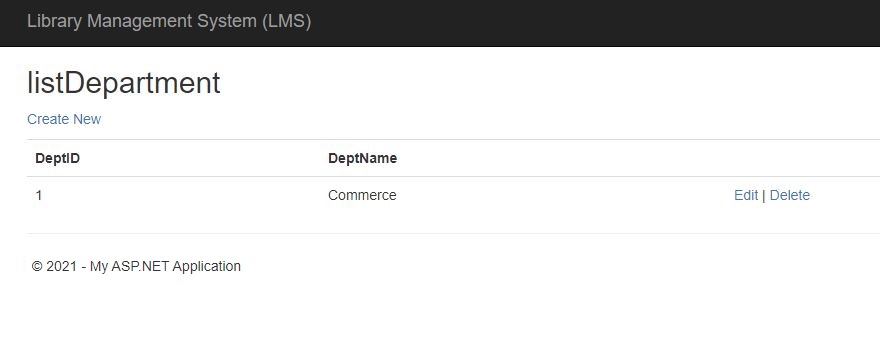 Library Management System (LMS)
listDepartment
Create New
DeptID DeptName
1 Commerce Edit | Delete
© 2021 - My ASP.NET Application